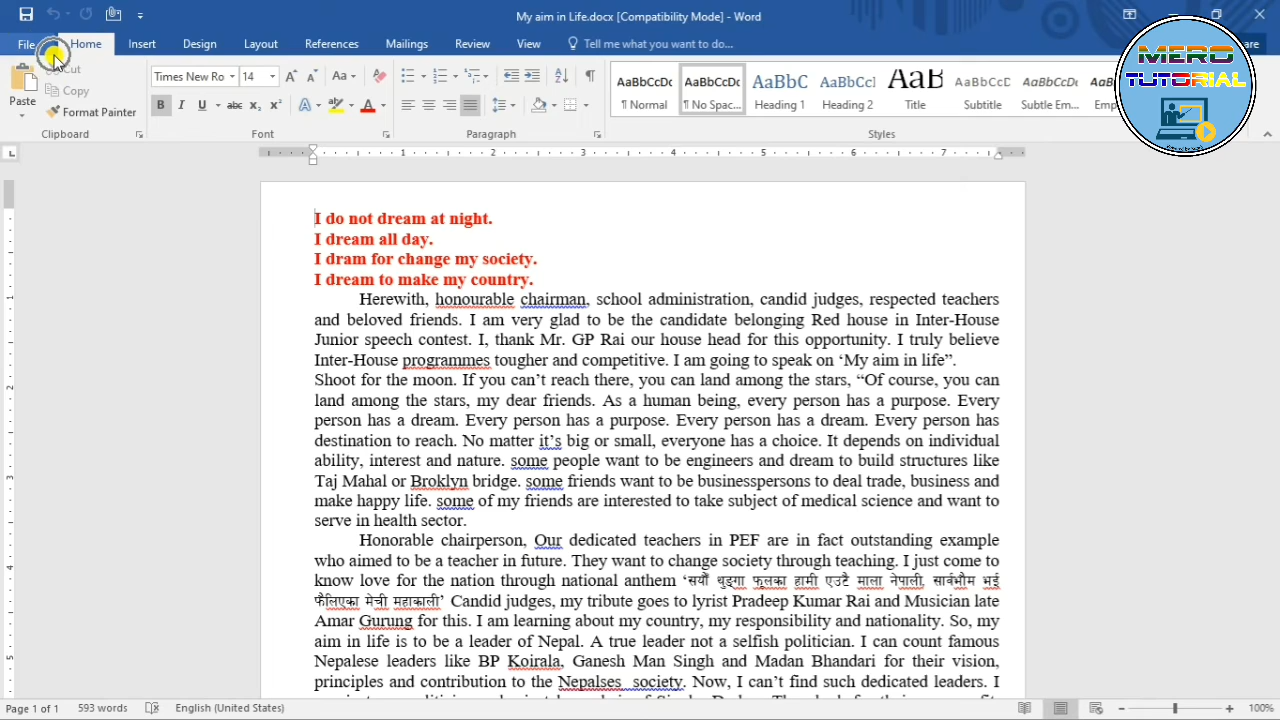 My aim in Life.docx [Compatibility Mode] - Word
File Home Insert Design Layout References Mailings Review View Tell me what you want to do...
MERO
TUTORIAL
Cut
Copy
Format Painter
Paste
Times New Ro 14
AaBbCcDc AaBbCcDc AaBbC AaBbCc AaB AaBbCcD AaBbCcDc
¶ Normal ¶ No Spac... Heading 1 Heading 2 Title Subtitle Subtle Em...
Clipboard Font Paragraph Styles
1 2 3 4 5 6 7
I do not dream at night.
I dream all day.
I dram for change my society.
I dream to make my country.
Herewith, honourable chairman, school administration, candid judges, respected teachers
and beloved friends. I am very glad to be the candidate belonging Red house in Inter-House
Junior speech contest. I, thank Mr. GP Rai our house head for this opportunity. I truly believe
Inter-House programmes tougher and competitive. I am going to speak on ‘My aim in life”.
Shoot for the moon. If you can’t reach there, you can land among the stars, “Of course, you can
land among the stars, my dear friends. As a human being, every person has a purpose. Every
person has a dream. Every person has a purpose. Every person has a dream. Every person has
destination to reach. No matter it’s big or small, everyone has a choice. It depends on individual
ability, interest and nature. some people want to be engineers and dream to build structures like
Taj Mahal or Broklyn bridge. some friends want to be businesspersons to deal trade, business and
make happy life. some of my friends are interested to take subject of medical science and want to
serve in health sector.
Honorable chairperson, Our dedicated teachers in PEF are in fact outstanding example
who aimed to be a teacher in future. They want to change society through teaching. I just come to
know love for the nation through national anthem ‘सयौं थुङ्गा फूलका हामी एउटै माला नेपाली, सार्वभौम भई
फैलिएका मेची महाकाली’ Candid judges, my tribute goes to lyrist Pradeep Kumar Rai and Musician late
Amar Gurung for this. I am learning about my country, my responsibility and nationality. So, my
aim in life is to be a leader of Nepal. A true leader not a selfish politician. I can count famous
Nepalese leaders like BP Koirala, Ganesh Man Singh and Madan Bhandari for their vision,
principles and contribution to the Nepalses society. Now, I can’t find such dedicated leaders. I
Page 1 of 1 593 words English (United States) 100%